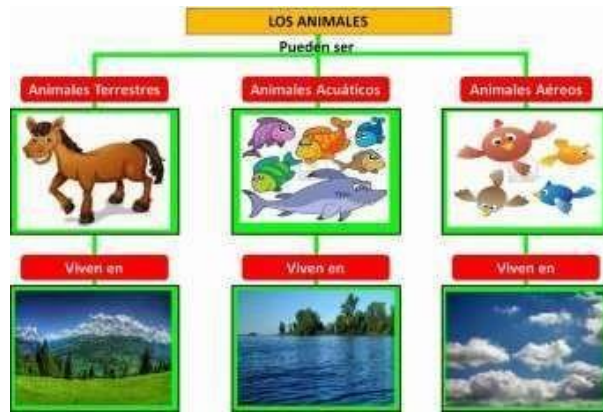 LOS ANIMALES
Pueden ser
Animales Terrestres
Animales Acuáticos
Animales Aéreos
Viven en
Viven en
Viven en